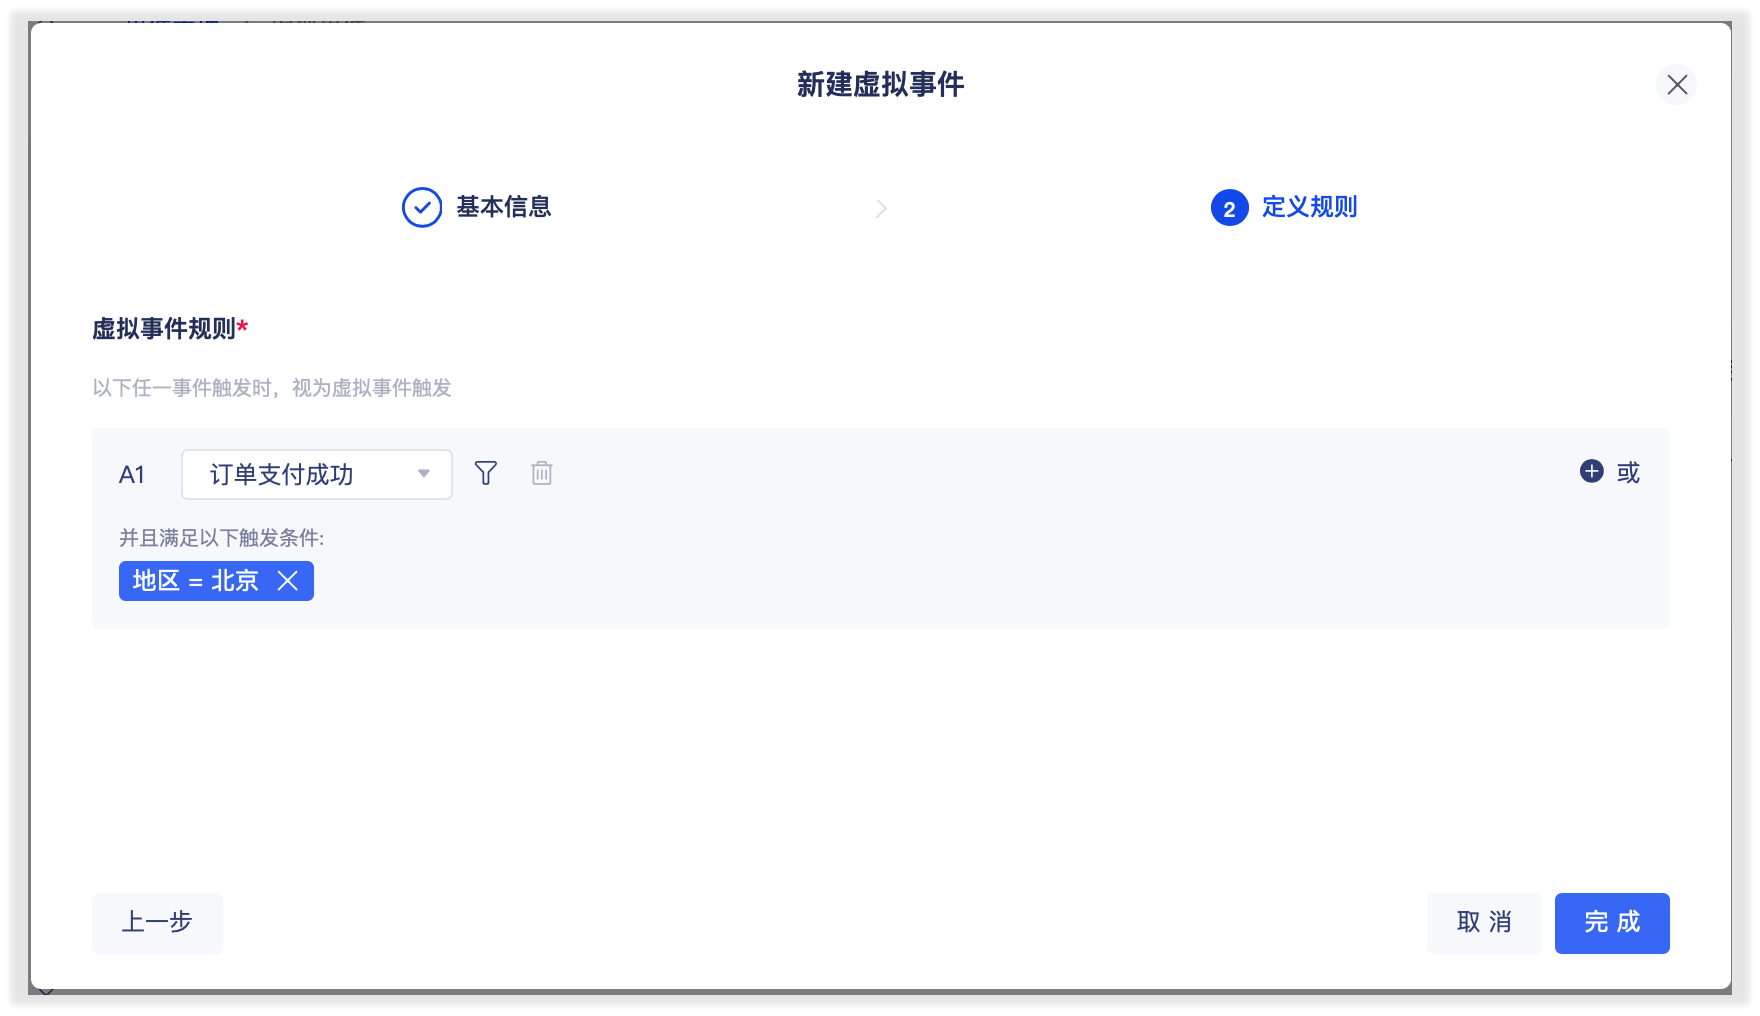 新建虚拟事件
基本信息
2 定义规则
虚拟事件规则*
以下任一事件触发时，视为虚拟事件触发
A1 订单支付成功 或
并且满足以下触发条件:
地区 = 北京
上一步 取 消 完 成